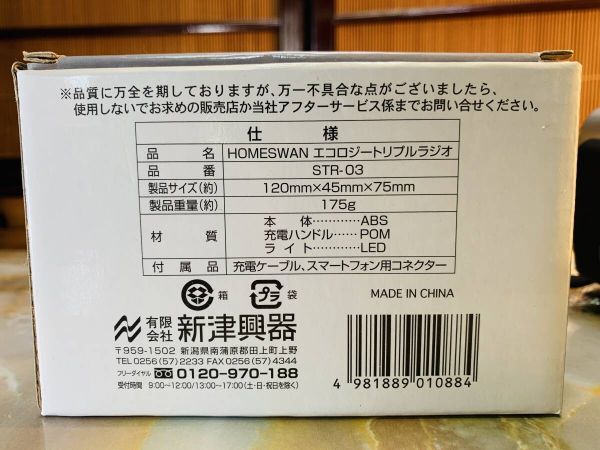 ※品質に万全を期しておりますが、万一不具合な点がございましたら、
使用しないでお求めの販売店か当社アフターサービス係までお問い合せください。
仕 様
品 名 HOMESWAN エコロジートリプルラジオ
品 番 STR-03
製品サイズ(約) 120mm×45mm×75mm
製品重量(約) 175g
材 質 本 体…………ABS
充電ハンドル……POM
ラ イ ト…………LED
付 属 品 充電ケーブル、スマートフォン用コネクター
箱 プラ 袋
MADE IN CHINA
有限会社 新津興器
〒959-1502 新潟県南蒲原郡田上町上野
TEL 0256(57)2233 FAX 0256(57)4344
フリーダイヤル 0120-970-188
受付時間 9:00~12:00/13:00~17:00(土・日・祝日を除く)
4 981889 010884